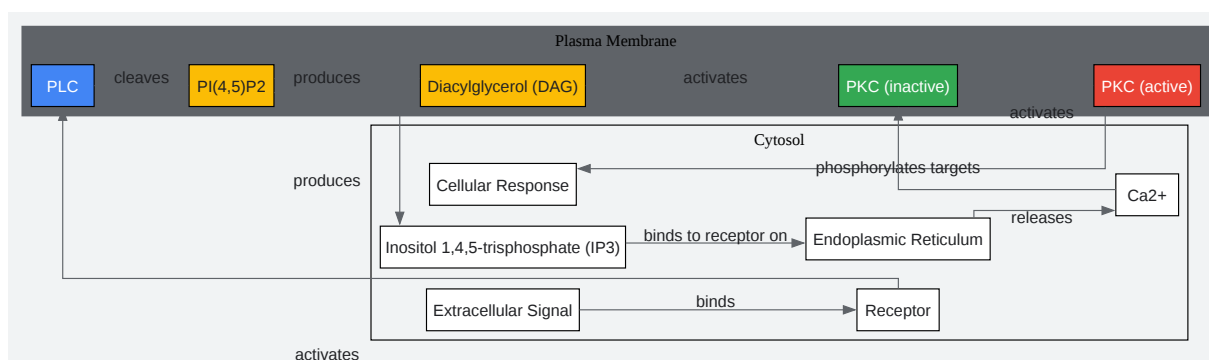 Plasma Membrane
PLC
cleaves
PI(4,5)P2
produces
Diacylglycerol (DAG)
activates
PKC (inactive)
PKC (active)
activates
Cytosol
produces
Cellular Response
phosphorylates targets
Ca2+
Inositol 1,4,5-trisphosphate (IP3)
binds to receptor on
Endoplasmic Reticulum
releases
Extracellular Signal
binds
Receptor
activates